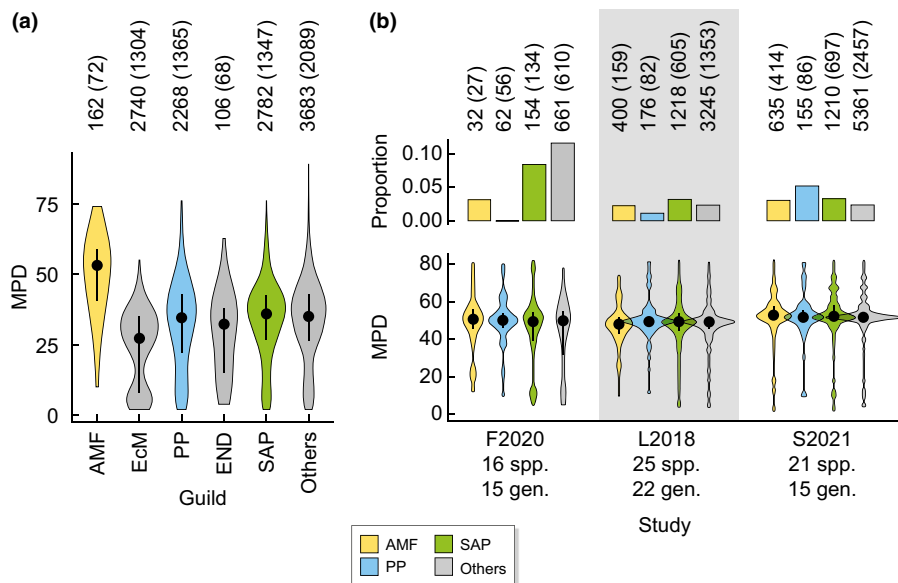 (a)
162 (72)
2740 (1304)
2268 (1365)
106 (68)
2782 (1347)
3683 (2089)
MPD
75
50
25
0
AMF
EcM
PP
END
SAP
Others
Guild
(b)
32 (27)
62 (56)
154 (134)
661 (610)
400 (159)
176 (82)
1218 (605)
3245 (1353)
635 (414)
155 (86)
1210 (697)
5361 (2457)
Proportion
0.10
0.05
0.00
MPD
80
60
40
20
0
F2020 L2018 S2021
16 spp. 25 spp. 21 spp.
15 gen. 22 gen. 15 gen.
Study
AMF SAP
PP Others